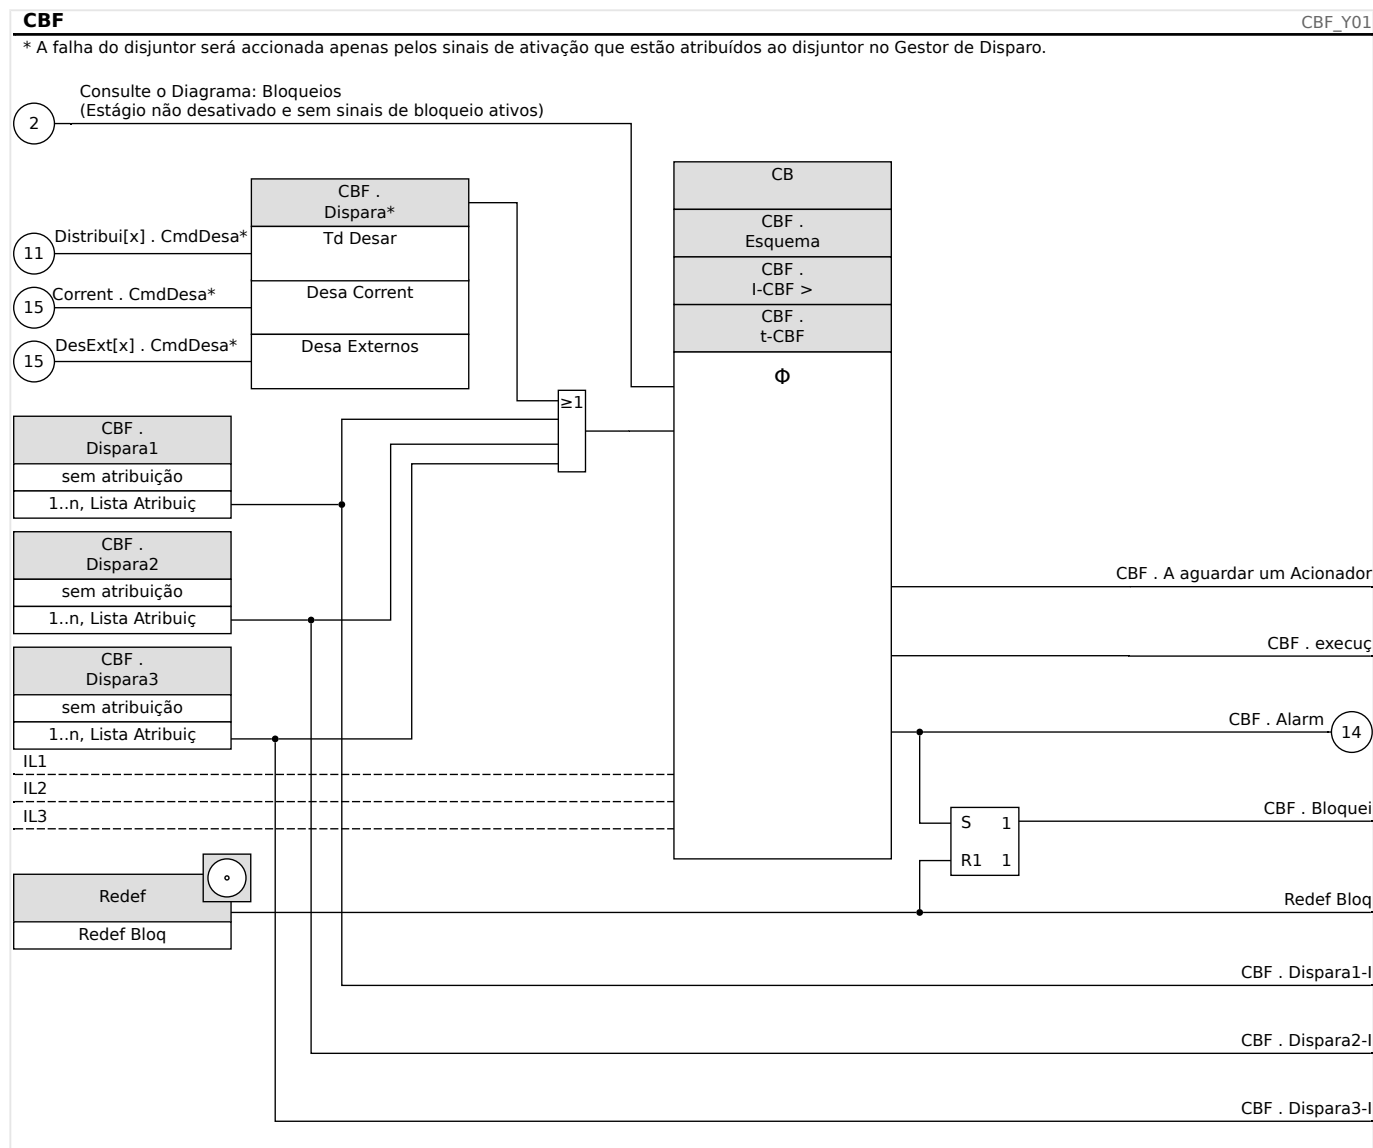 CBF
CBF_Y01
* A falha do disjuntor será accionada apenas pelos sinais de ativação que estão atribuídos ao disjuntor no Gestor de Disparo.
Consulte o Diagrama: Bloqueios
(Estágio não desativado e sem sinais de bloqueio ativos)
2
CBF .
Dispara*
Td Desar
Desa Corrent
Desa Externos
11
Distribui[x] . CmdDesa*
15
Corrent . CmdDesa*
15
DesExt[x] . CmdDesa*
CB
CBF .
Esquema
CBF .
I-CBF >
CBF .
t-CBF
Φ
≥1
CBF .
Dispara1
sem atribuição
1..n, Lista Atribuiç
CBF .
Dispara2
sem atribuição
1..n, Lista Atribuiç
CBF .
Dispara3
sem atribuição
1..n, Lista Atribuiç
IL1
IL2
IL3
CBF . A aguardar um Acionador
CBF . execuç
CBF . Alarm
14
S 1
R1 1
CBF . Bloquei
Redef
Redef Bloq
Redef Bloq
CBF . Dispara1-I
CBF . Dispara2-I
CBF . Dispara3-I